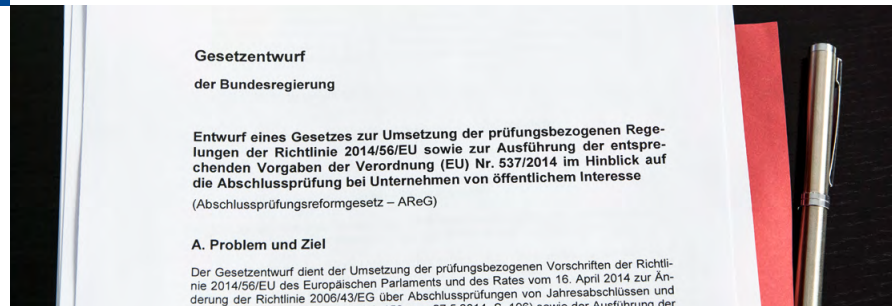 Gesetzentwurf
der Bundesregierung
Entwurf eines Gesetzes zur Umsetzung der prüfungsbezogenen Rege-
lungen der Richtlinie 2014/56/EU sowie zur Ausführung der entspre-
chenden Vorgaben der Verordnung (EU) Nr. 537/2014 im Hinblick auf
die Abschlussprüfung bei Unternehmen von öffentlichem Interesse
(Abschlussprüfungsreformgesetz – AReG)
A. Problem und Ziel
Der Gesetzentwurf dient der Umsetzung der prüfungsbezogenen Vorschriften der Richtli-
nie 2014/56/EU des Europäischen Parlaments und des Rates vom 16. April 2014 zur Än-
derung der Richtlinie 2006/43/EG über Abschlussprüfungen von Jahresabschlüssen und
sowie der Ausführung der